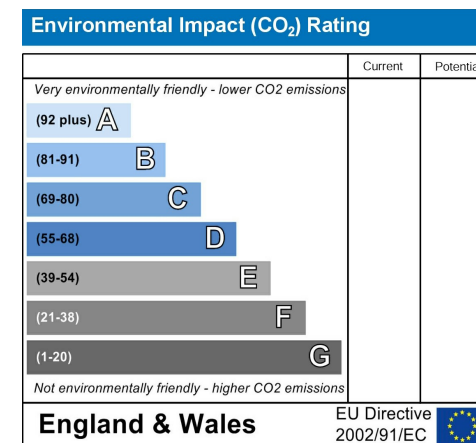 Environmental Impact (CO₂) Rating
Current Potentia
Very environmentally friendly - lower CO2 emissions
(92 plus) A
(81-91) B
(69-80) C
(55-68) D
(39-54) E
(21-38) F
(1-20) G
Not environmentally friendly - higher CO2 emissions
England & Wales
EU Directive
2002/91/EC